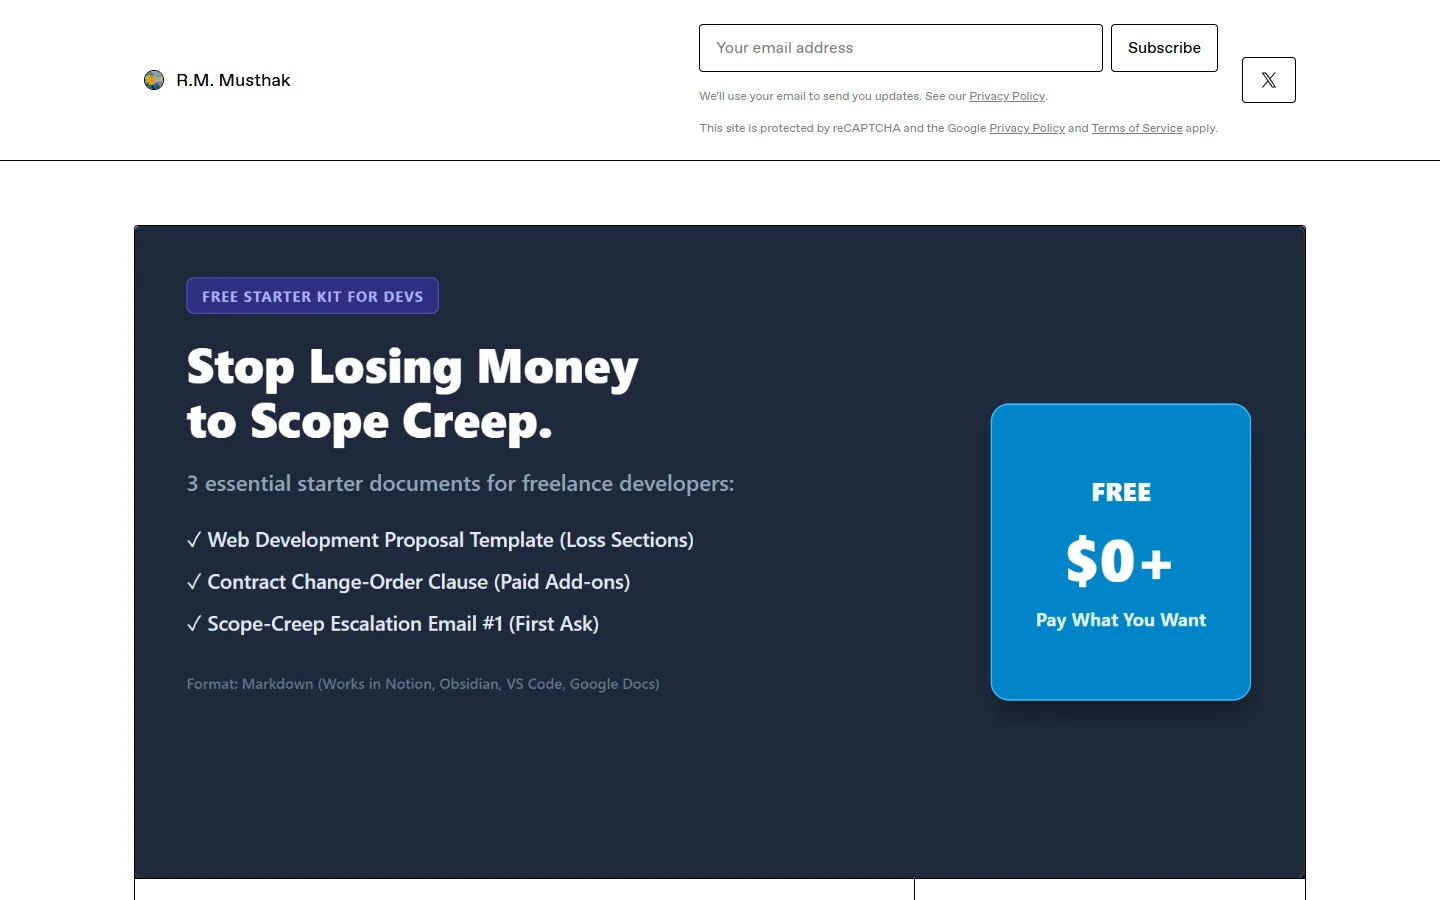 R.M. Musthak
Your email address
Subscribe
We'll use your email to send you updates. See our Privacy Policy.
This site is protected by reCAPTCHA and the Google Privacy Policy and Terms of Service apply.
FREE STARTER KIT FOR DEVS
Stop Losing Money
to Scope Creep.
3 essential starter documents for freelance developers:
✓ Web Development Proposal Template (Loss Sections)
✓ Contract Change-Order Clause (Paid Add-ons)
✓ Scope-Creep Escalation Email #1 (First Ask)
Format: Markdown (Works in Notion, Obsidian, VS Code, Google Docs)
FREE
$0+
Pay What You Want